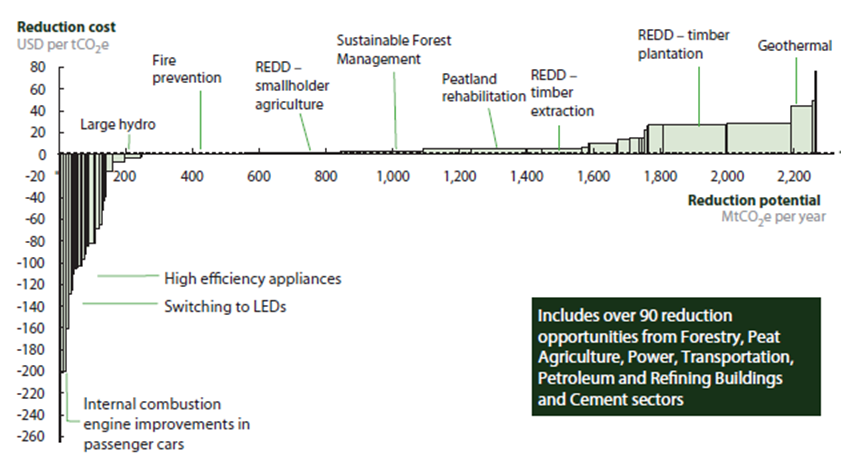 Reduction cost
USD per tCO2e
80
60
40
20
0
-20
-40
-60
-80
-100
-120
-140
-160
-180
-200
-220
-240
-260
200
400
600
800
1,000
1,200
1,400
1,600
1,800
2,000
2,200
Reduction potential
MtCO2e per year
Large hydro
Fire
prevention
REDD –
smallholder
agriculture
Sustainable Forest
Management
Peatland
rehabilitation
REDD –
timber
extraction
REDD – timber
plantation
Geothermal
High efficiency appliances
Switching to LEDs
Internal combustion
engine improvements in
passenger cars
Includes over 90 reduction
opportunities from Forestry, Peat
Agriculture, Power, Transportation,
Petroleum and Refining Buildings
and Cement sectors